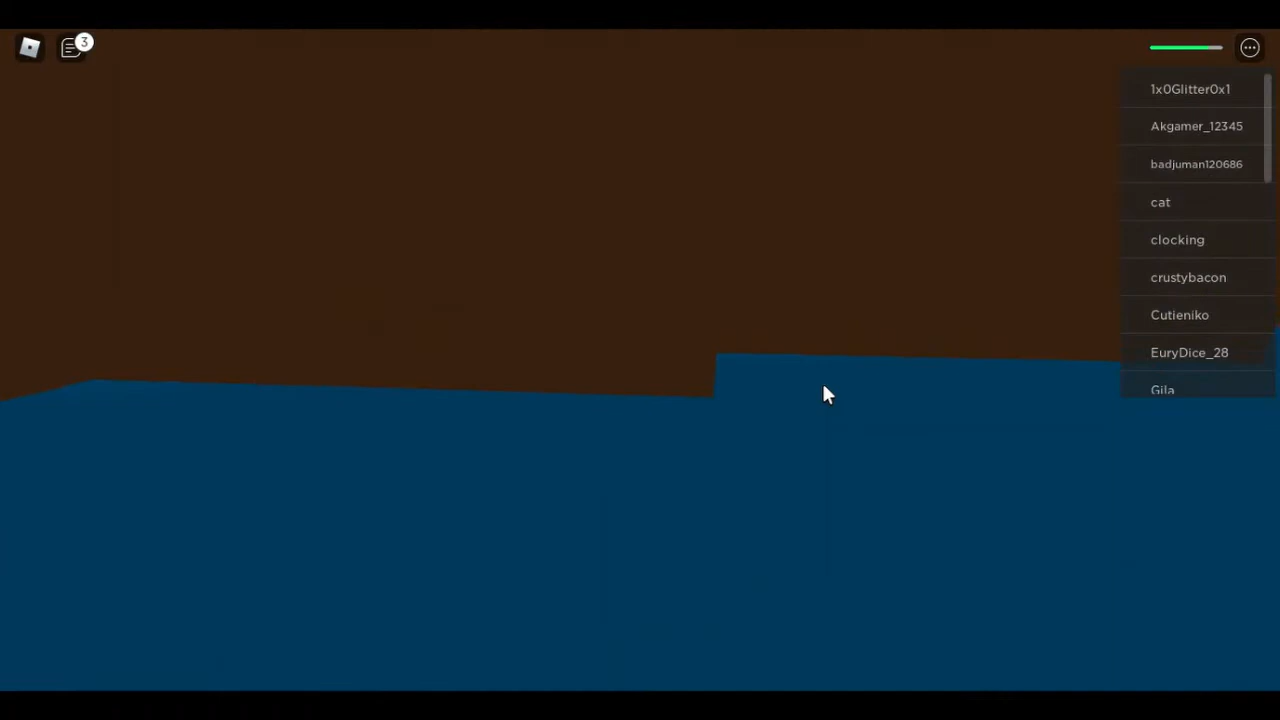 3
1x0Glitter0x1
Akgamer_12345
badjuman120686
cat
clocking
crustybacon
Cutieniko
EuryDice_28
Gila